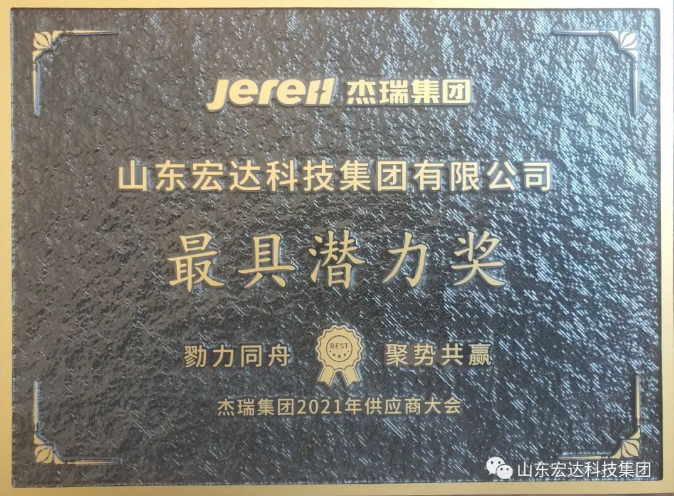 Jereh 杰瑞集团
山东宏达科技集团有限公司
最具潜力奖
勠力同舟 BEST 聚势共赢
杰瑞集团2021年供应商大会
山东宏达科技集团